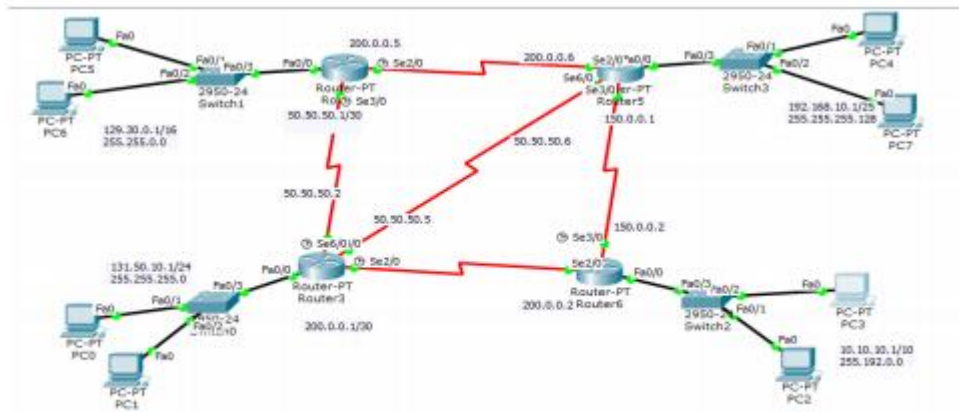 Fa0
PC-PT
PC5
Fa0/1
Fa0/2
Fa0/3
Fa0
PC-PT
PC6
2950-24
Switch1
129.30.0.1/16
255.255.0.0
200.0.0.5
Fa0/0
Se2/0
Router-PT
Se3/0
50.50.50.1/30
200.0.0.6
Se2/0
Se6/0
Se3/0
Router5
150.0.0.1
Fa0/3
Fa0/1
Fa0/2
2950-24
Switch3
Fa0
PC-PT
PC4
Fa0
192.168.10.1/25
255.255.255.128
PC-PT
PC7
50.50.50.6
50.50.50.2
50.50.50.5
Se6/0
Se2/0
Fa0/0
Router-PT
Router3
200.0.0.1/30
131.50.10.1/24
255.255.255.0
Fa0/3
Fa0/1
Fa0/2
Fa0
PC-PT
PC0
Fa0
PC-PT
PC1
150.0.0.2
Se3/0
Se2/0
Fa0/0
Router-PT
Router6
200.0.0.2
Fa0/3
Fa0/2
Fa0/1
Switch2
Fa0
PC-PT
PC3
Fa0
10.10.10.1/10
255.192.0.0
PC-PT
PC2